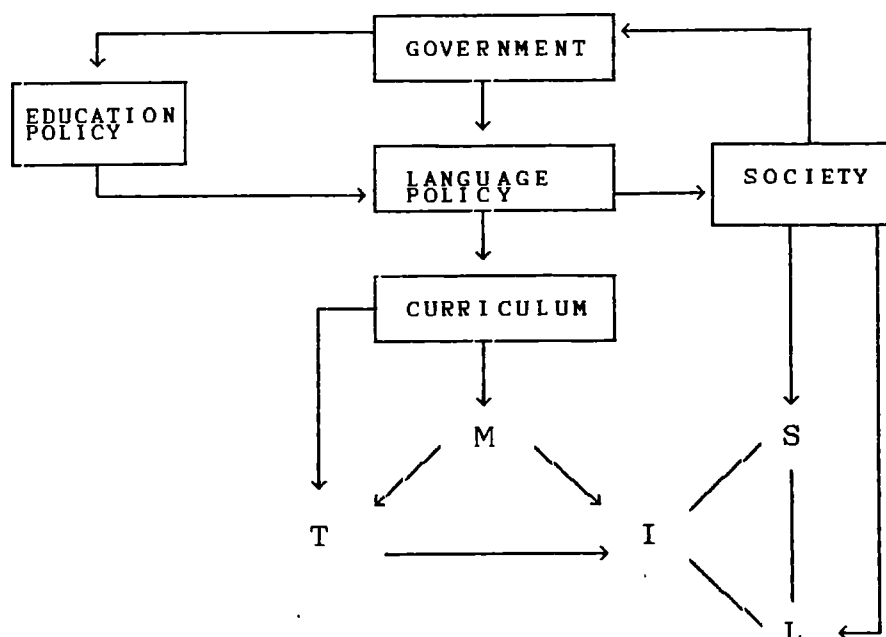 GOVERNMENT
EDUCATION
POLICY
LANGUAGE
POLICY
SOCIETY
CURRICULUM
M
S
T
I
L